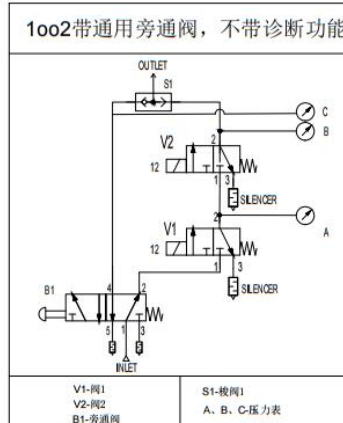 1oo2带通用旁通阀，不带诊断功能
OUTLET
S1
C
B
V2
2
12
1 3
SILENCER
2
V1
A
12
1 3
SILENCER
B1
4 2
5 1 3
INLET
V1-阀1
V2-阀2
B1-旁通阀
S1-梭阀1
A、B、C-压力表